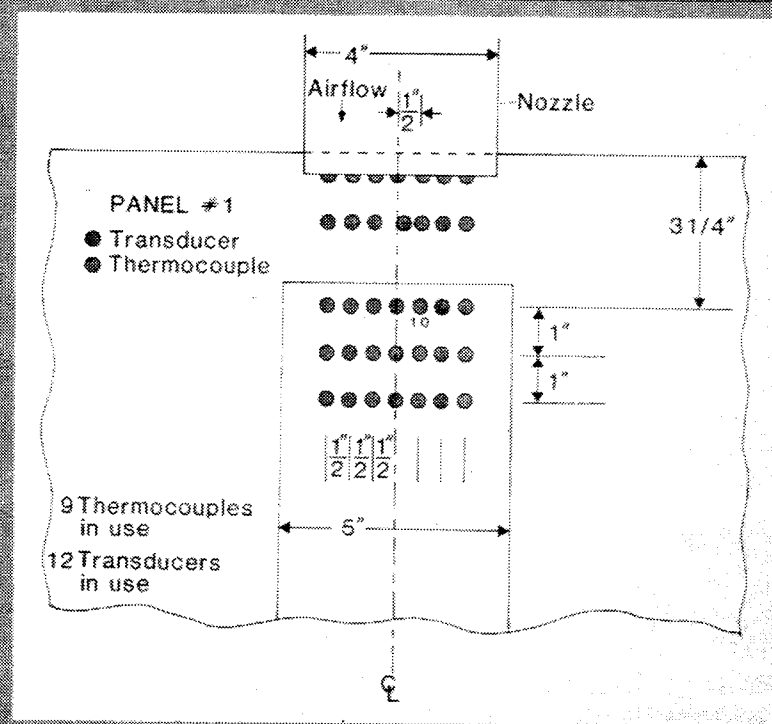 4"
Airflow
1"
2
Nozzle
PANEL #1
Transducer
Thermocouple
3 1/4"
10
1"
1"
1" 1" 1"
2 2 2
9 Thermocouples
in use
5"
12 Transducers
in use
℄